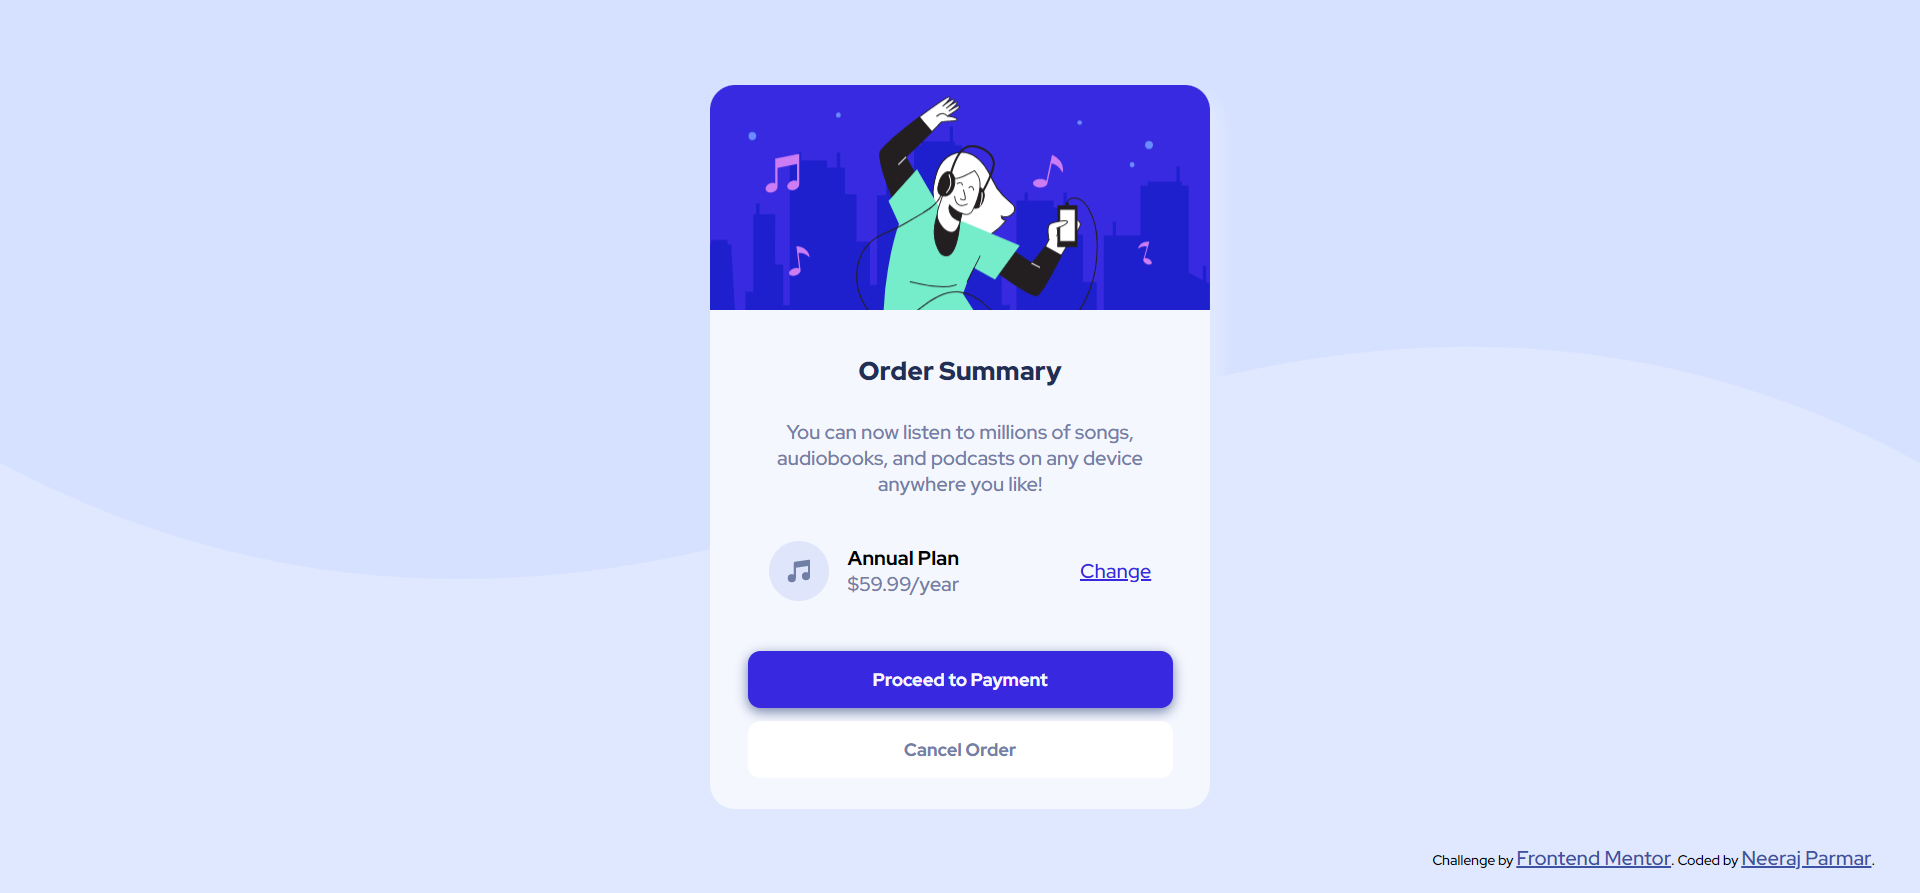 Order Summary
You can now listen to millions of songs,
audiobooks, and podcasts on any device
anywhere you like!
Annual Plan
$59.99/year
Change
Proceed to Payment
Cancel Order
Challenge by Frontend Mentor. Coded by Neeraj Parmar.